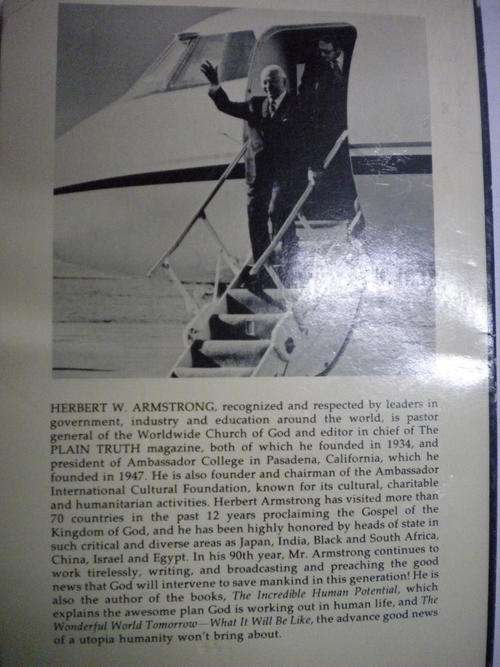 HERBERT W. ARMSTRONG, recognized and respected by leaders in
government, industry and education around the world, is pastor
general of the Worldwide Church of God and editor in chief of The
PLAIN TRUTH magazine, both of which he founded in 1934, and
president of Ambassador College in Pasadena, California, which he
founded in 1947. He is also founder and chairman of the Ambassador
International Cultural Foundation, known for its cultural, charitable
and humanitarian activities. Herbert Armstrong has visited more than
70 countries in the past 12 years proclaiming the Gospel of the
Kingdom of God, and he has been highly honored by heads of state in
such critical and diverse areas as Japan, India, Black and South Africa,
China, Israel and Egypt. In his 90th year, Mr. Armstrong continues to
work tirelessly, writing, and broadcasting and preaching the good
news that God will intervene to save mankind in this generation! He is
also the author of the books, The Incredible Human Potential, which
explains the awesome plan God is working out in human life, and The
Wonderful World Tomorrow—What It Will Be Like, the advance good news
of a utopia humanity won't bring about.